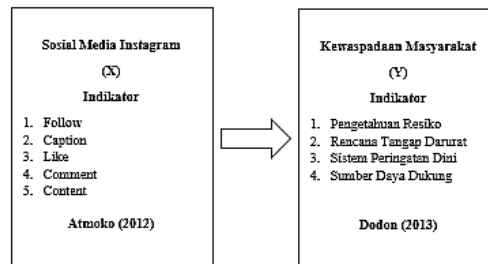 Sosial Media Instagram
(X)
Indikator
1. Follow
2. Caption
3. Like
4. Comment
5. Content
Atmoko (2012)
Kewaspadaan Masyarakat
(Y)
Indikator
1. Pengetahuan Resiko
2. Rencana Tangap Darurat
3. Sistem Peringatan Dini
4. Sumber Daya Dukung
Dodon (2013)